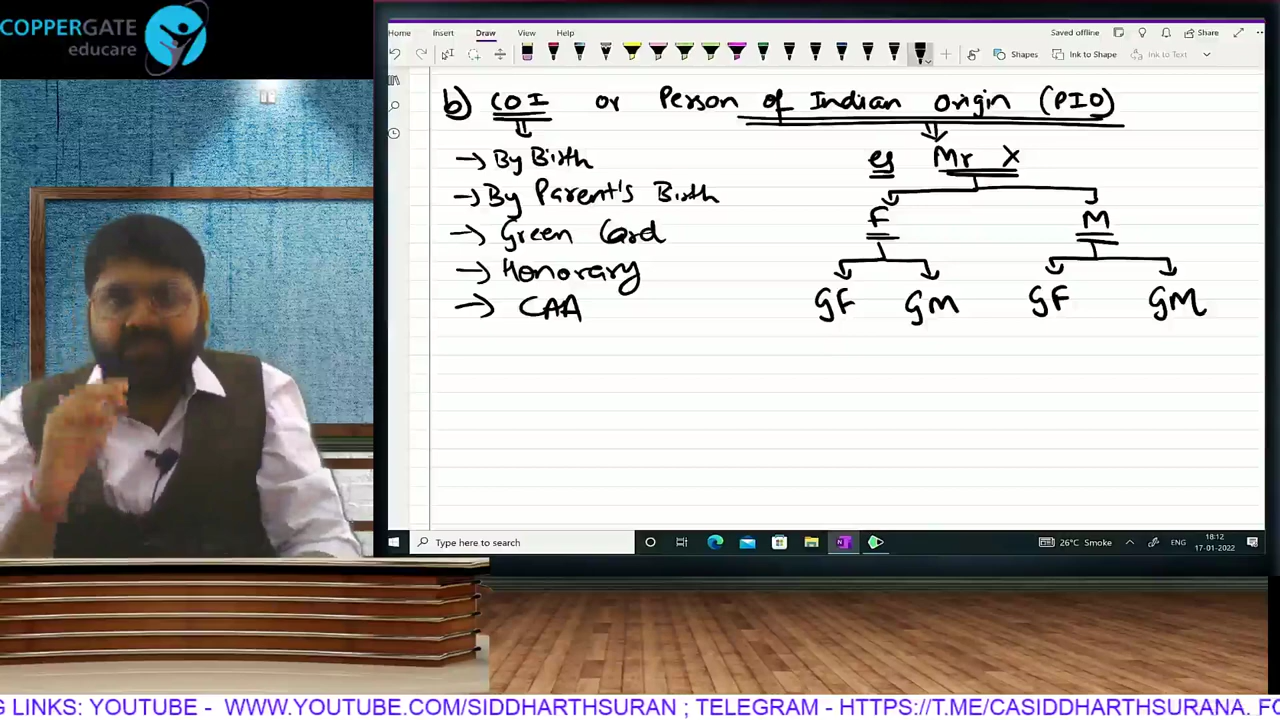 COPPERGATE
educare
Home Insert Draw View Help
Saved offline
Share
Shapes
Ink to Shape
Ink to Text
b) COI or Person of Indian origin (PIO)
→ By Birth
→ By Parent's Birth
→ Green Card
→ Honorary
→ CAA
eg Mr X
F M
GF GM GF GM
Type here to search
26°C Smoke
ENG
18:12
17-01-2022
G LINKS: YOUTUBE - WWW.YOUTUBE.COM/SIDDHARTHSURAN ; TELEGRAM - HTTPS://T.ME/CASIDDHARTHSURANA. FO